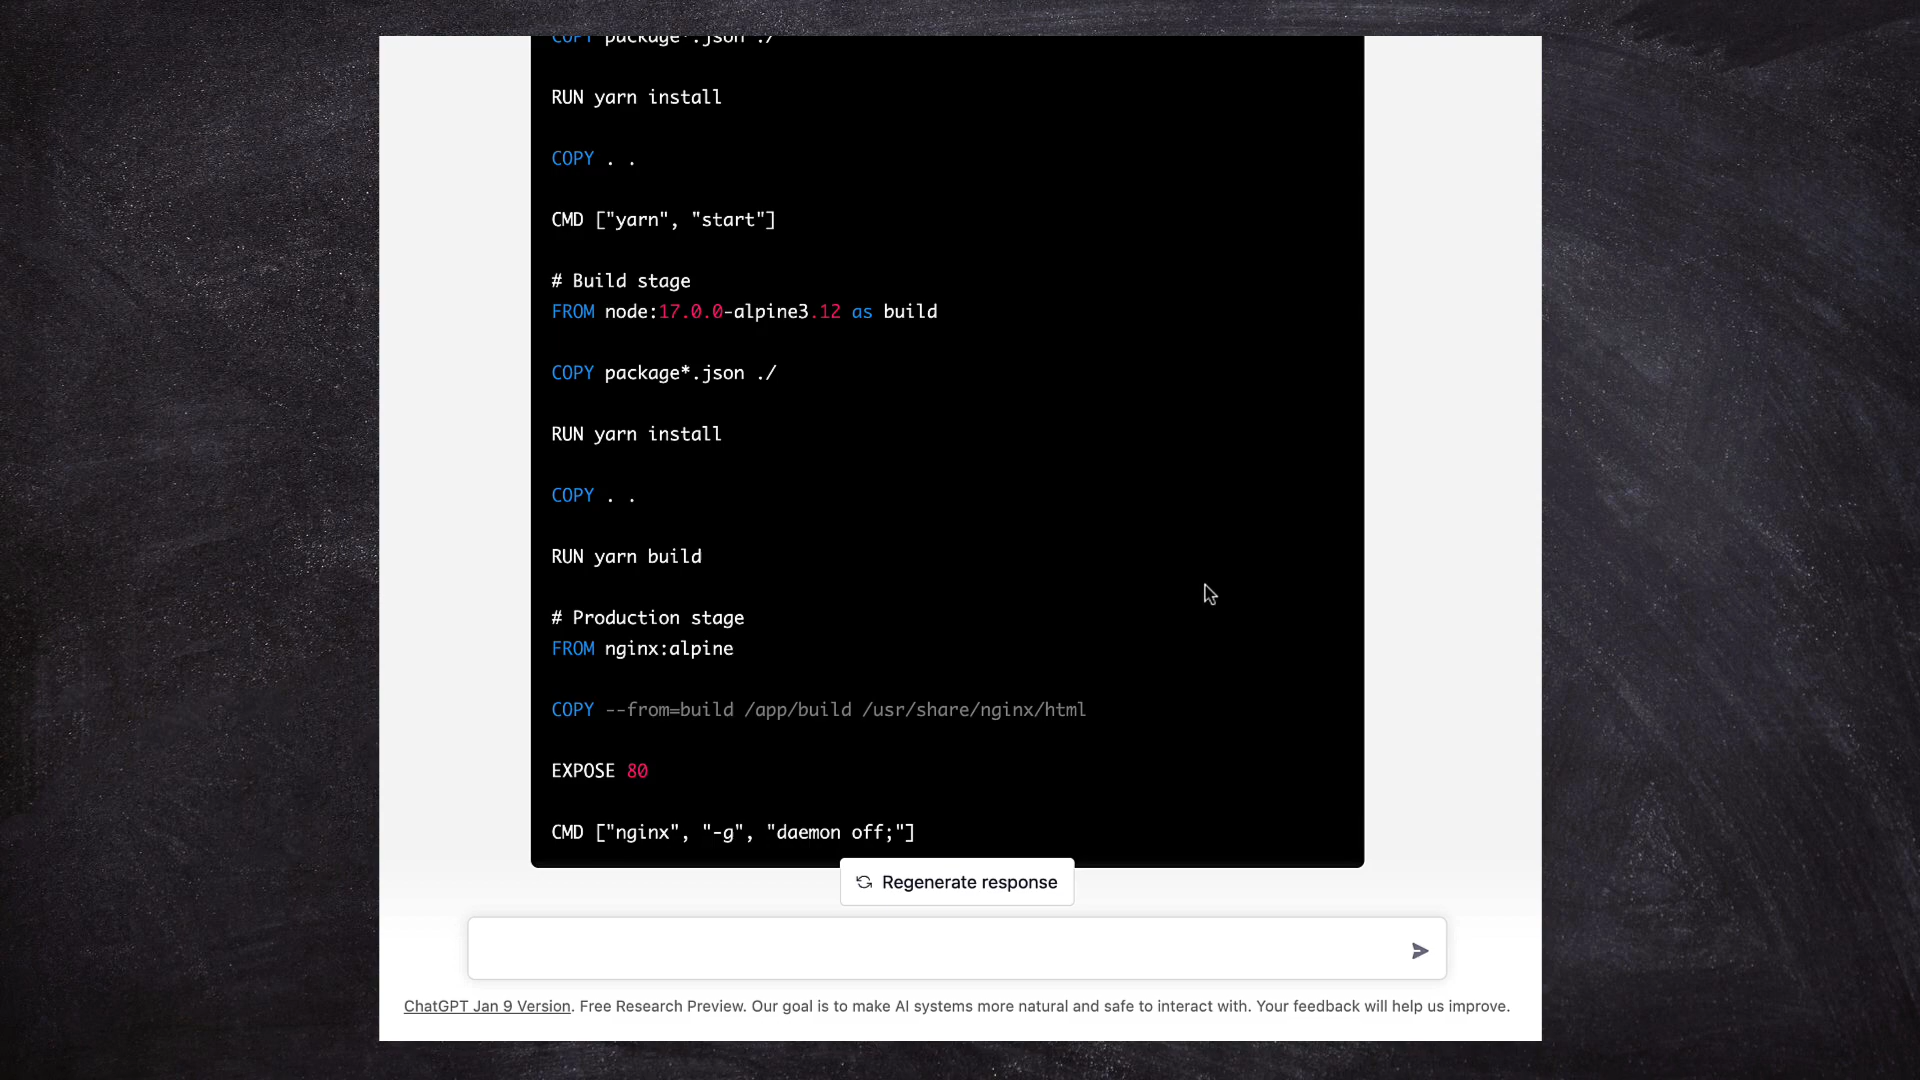 COPY package*.json ./
RUN yarn install
COPY . .
CMD ["yarn", "start"]
# Build stage
FROM node:17.0.0-alpine3.12 as build
COPY package*.json ./
RUN yarn install
COPY . .
RUN yarn build
# Production stage
FROM nginx:alpine
COPY --from=build /app/build /usr/share/nginx/html
EXPOSE 80
CMD ["nginx", "-g", "daemon off;"]
Regenerate response
ChatGPT Jan 9 Version. Free Research Preview. Our goal is to make AI systems more natural and safe to interact with. Your feedback will help us improve.